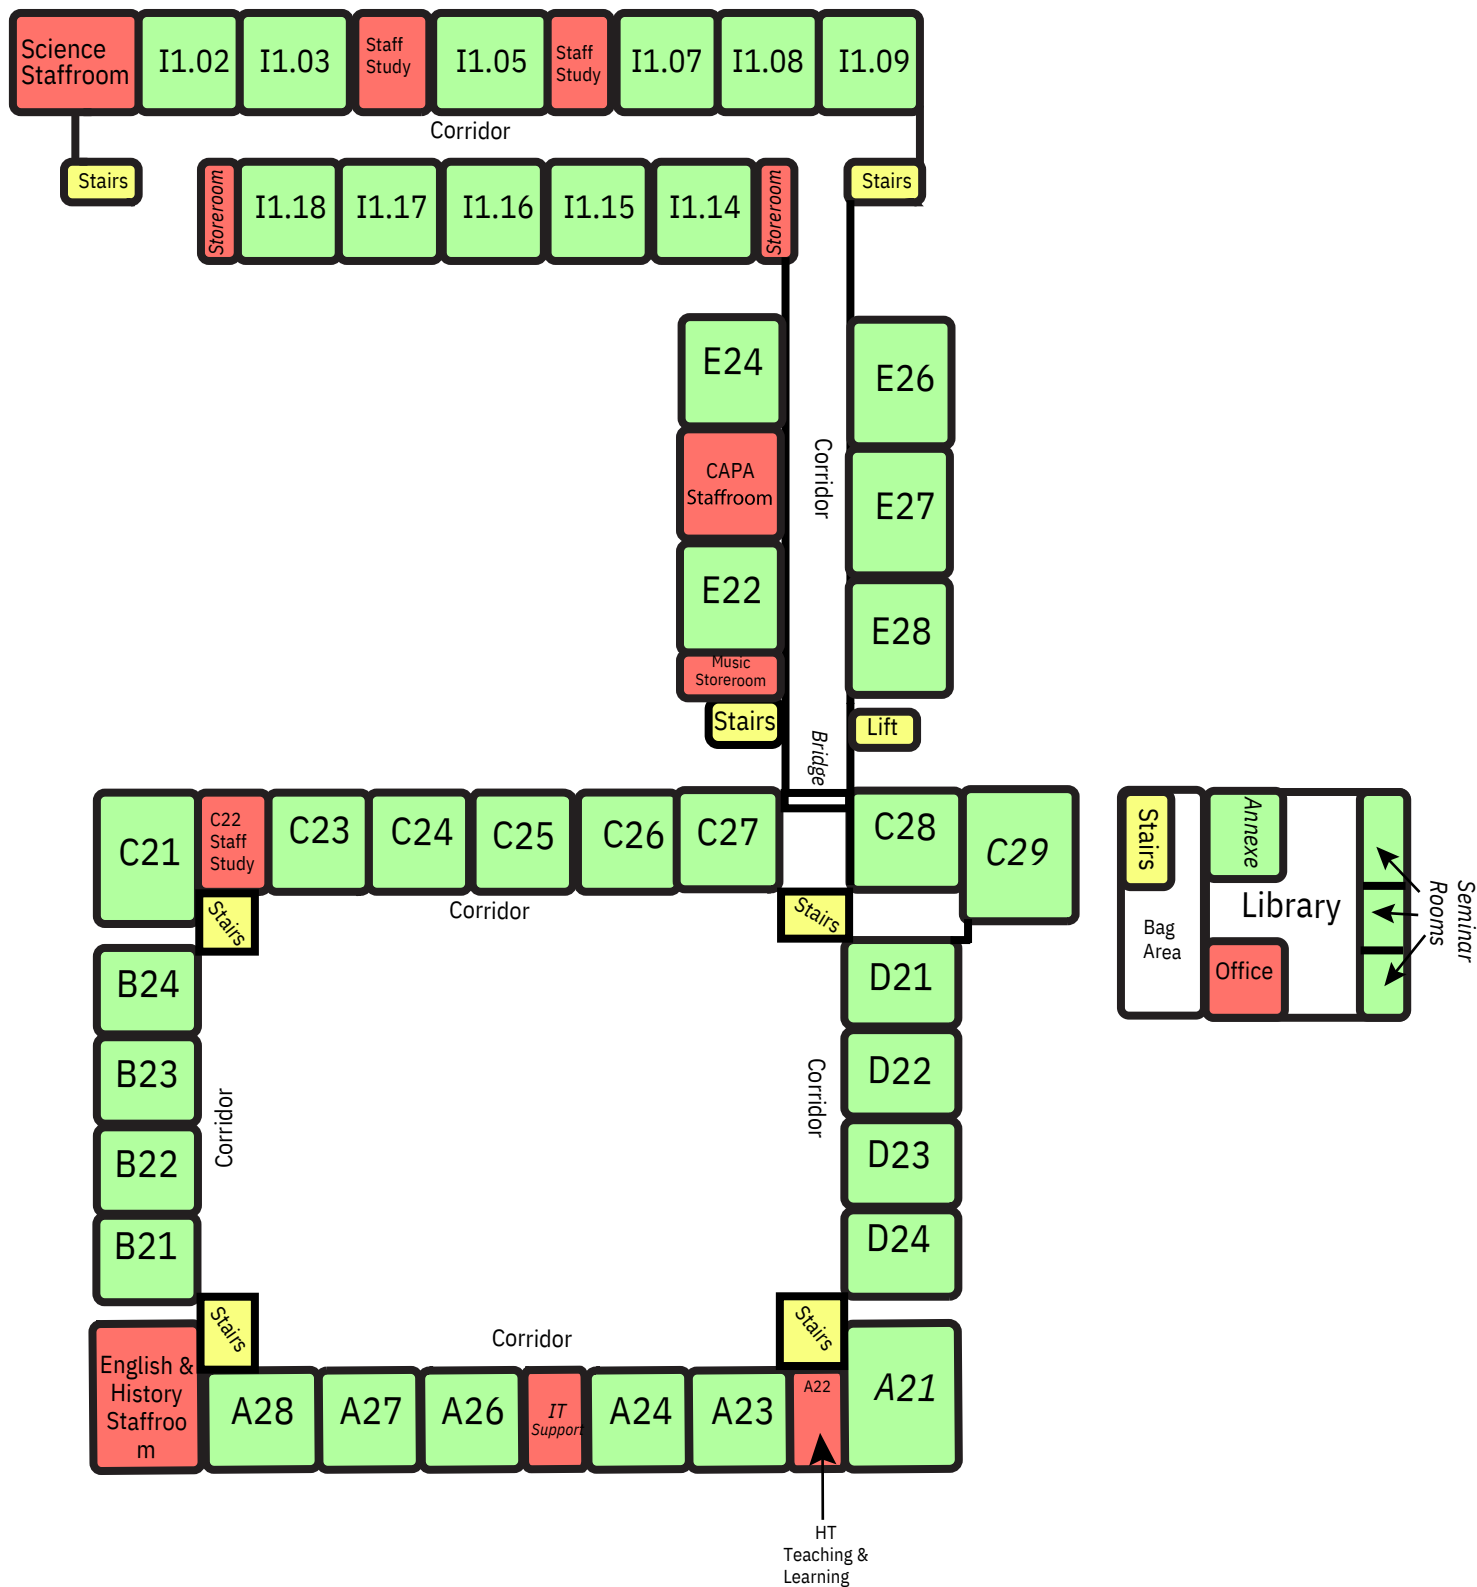 Science
Staffroom
I1.02
I1.03
Staff
Study
I1.05
Staff
Study
I1.07
I1.08
I1.09
Corridor
Stairs
Stairs
Storeroom
I1.18
I1.17
I1.16
I1.15
I1.14
Storeroom
E24
E26
CAPA
Staffroom
Corridor
E27
E22
E28
Music
Storeroom
Stairs
Lift
Bridge
C21
C22
Staff
Study
C23
C24
C25
C26
C27
C28
C29
Stairs
Corridor
Stairs
Stairs
Annexe
Library
Bag
Area
Office
Seminar
Rooms
B24
D21
B23
D22
Corridor
Corridor
B22
D23
B21
D24
Stairs
Corridor
Stairs
English &
History
Staffroo
m
A28
A27
A26
IT
Support
A24
A23
A22
A21
HT
Teaching &
Learning